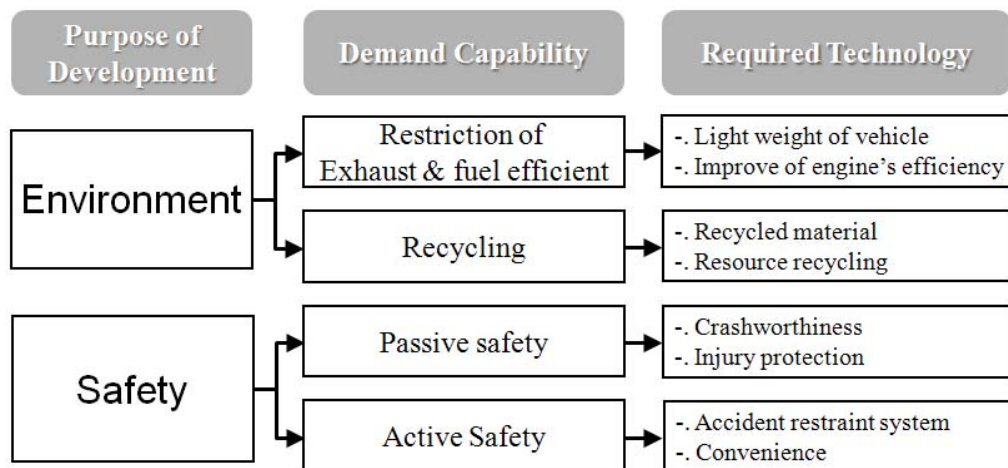 Purpose of
Development
Demand Capability
Required Technology
Environment
Restriction of
Exhaust & fuel efficient
-. Light weight of vehicle
-. Improve of engine's efficiency
Recycling
-. Recycled material
-. Resource recycling
Safety
Passive safety
-. Crashworthiness
-. Injury protection
Active Safety
-. Accident restraint system
-. Convenience